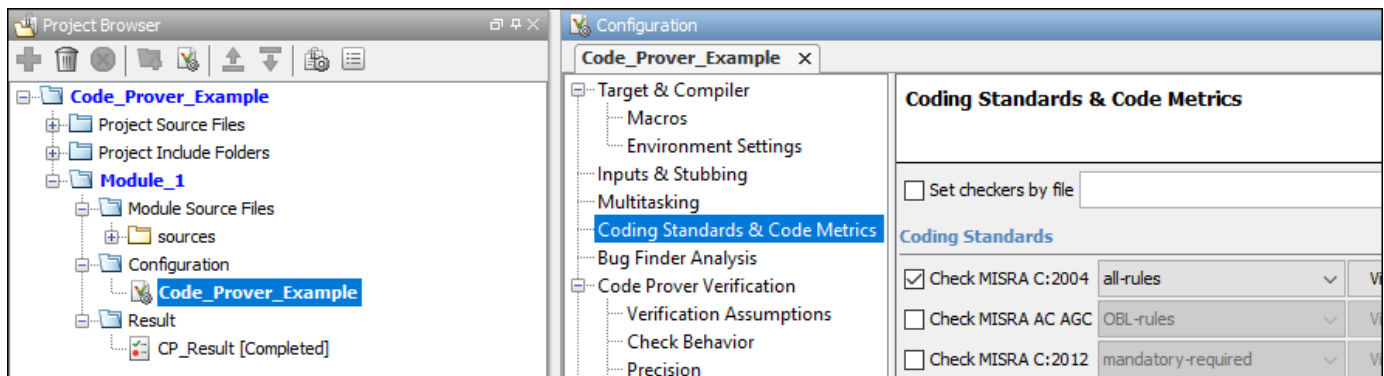 Project Browser
Code_Prover_Example
Project Source Files
Project Include Folders
Module_1
Module Source Files
sources
Configuration
Code_Prover_Example
Result
CP_Result [Completed]
Configuration
Code_Prover_Example X
Target & Compiler
Macros
Environment Settings
Inputs & Stubbing
Multitasking
Coding Standards & Code Metrics
Bug Finder Analysis
Code Prover Verification
Verification Assumptions
Check Behavior
Precision
Coding Standards & Code Metrics
Set checkers by file
Coding Standards
Check MISRA C:2004 all-rules Vi
Check MISRA AC AGC OBL-rules Vi
Check MISRA C:2012 mandatory-required Vi